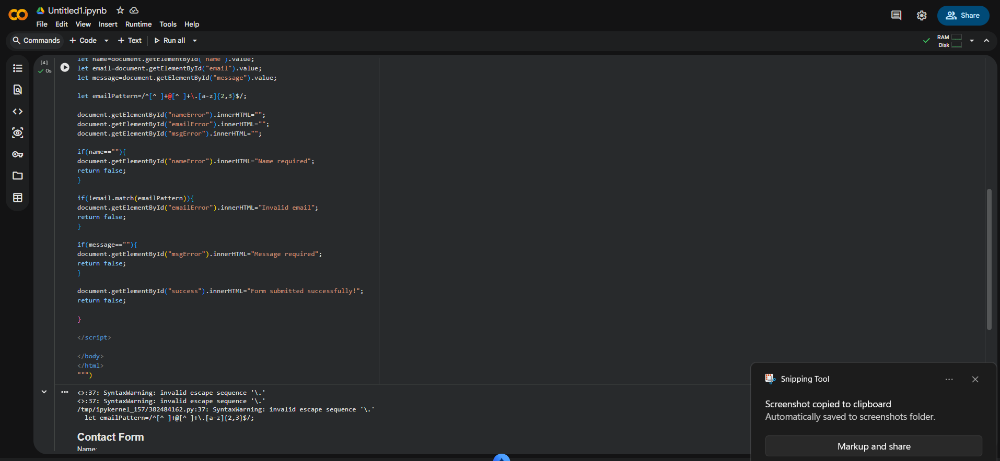 Untitled1.ipynb
File Edit View Insert Runtime Tools Help
Share
Commands + Code + Text Run all
RAM
Disk
[4]
0s
let name=document.getElementById("name").value;
let email=document.getElementById("email").value;
let message=document.getElementById("message").value;
let emailPattern=/^[^ ]+@[^ ]+\.[a-z]{2,3}$/;
document.getElementById("nameError").innerHTML="";
document.getElementById("emailError").innerHTML="";
document.getElementById("msgError").innerHTML="";
if(name==""){
document.getElementById("nameError").innerHTML="Name required";
return false;
}
if(!email.match(emailPattern)){
document.getElementById("emailError").innerHTML="Invalid email";
return false;
}
if(message==""){
document.getElementById("msgError").innerHTML="Message required";
return false;
}
document.getElementById("success").innerHTML="Form submitted successfully!";
return false;
}
</script>
</body>
</html>
""")
<>:37: SyntaxWarning: invalid escape sequence '\.'
<>:37: SyntaxWarning: invalid escape sequence '\.'
/tmp/ipykernel_157/382484162.py:37: SyntaxWarning: invalid escape sequence '\.'
let emailPattern=/^[^ ]+@[^ ]+\.[a-z]{2,3}$/;
Contact Form
Name:
Snipping Tool
Screenshot copied to clipboard
Automatically saved to screenshots folder.
Markup and share